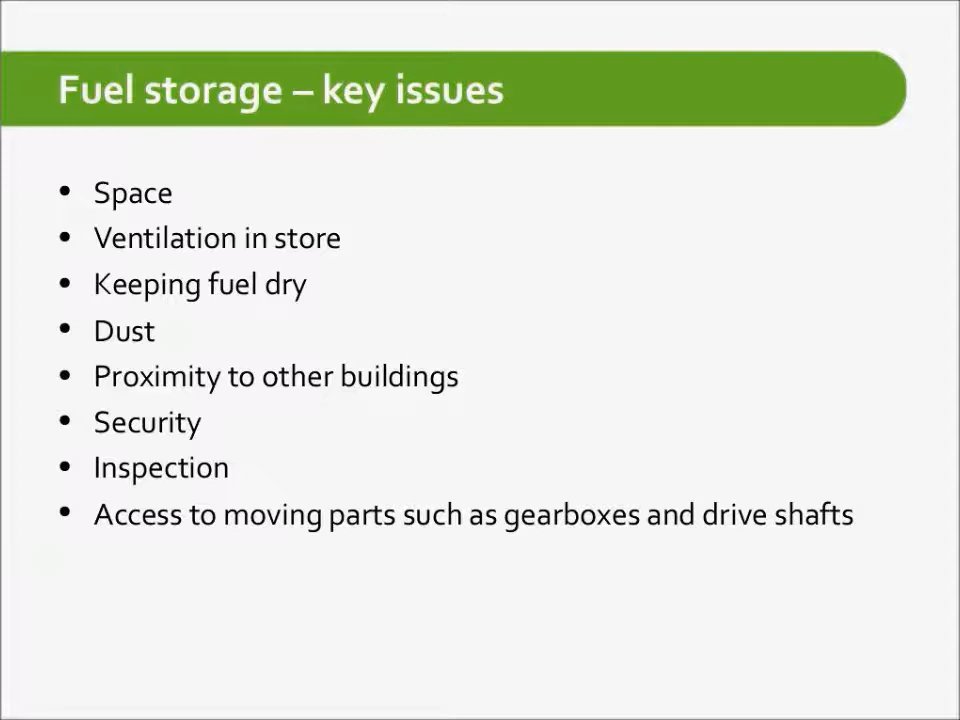 Fuel storage – key issues
• Space
• Ventilation in store
• Keeping fuel dry
• Dust
• Proximity to other buildings
• Security
• Inspection
• Access to moving parts such as gearboxes and drive shafts